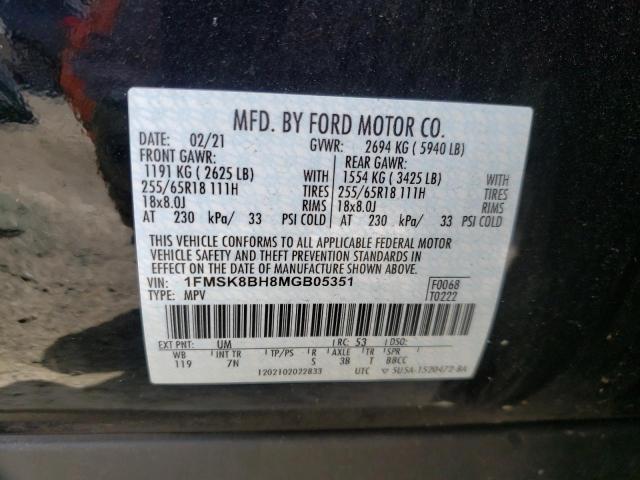 MFD. BY FORD MOTOR CO.
DATE: 02/21 GVWR: 2694 KG ( 5940 LB)
FRONT GAWR: REAR GAWR:
1191 KG ( 2625 LB) WITH 1554 KG ( 3425 LB) WITH
255/65R18 111H TIRES 255/65R18 111H TIRES
18x8.0J RIMS 18x8.0J RIMS
AT 230 kPa/ 33 PSI COLD AT 230 kPa/ 33 PSI COLD
THIS VEHICLE CONFORMS TO ALL APPLICABLE FEDERAL MOTOR
VEHICLE SAFETY AND THEFT PREVENTION STANDARDS IN
EFFECT ON THE DATE OF MANUFACTURE SHOWN ABOVE.
VIN: 1FMSK8BH8MGB05351 F0068
TYPE: MPV T0222
EXT PNT: UM RC: 53 DSO:
WB INT TR TP/PS R AXLE TR SPR
119 7N S 3B T BBCC
1202102022833 UTC ▽ 5U5A-1520472-BA